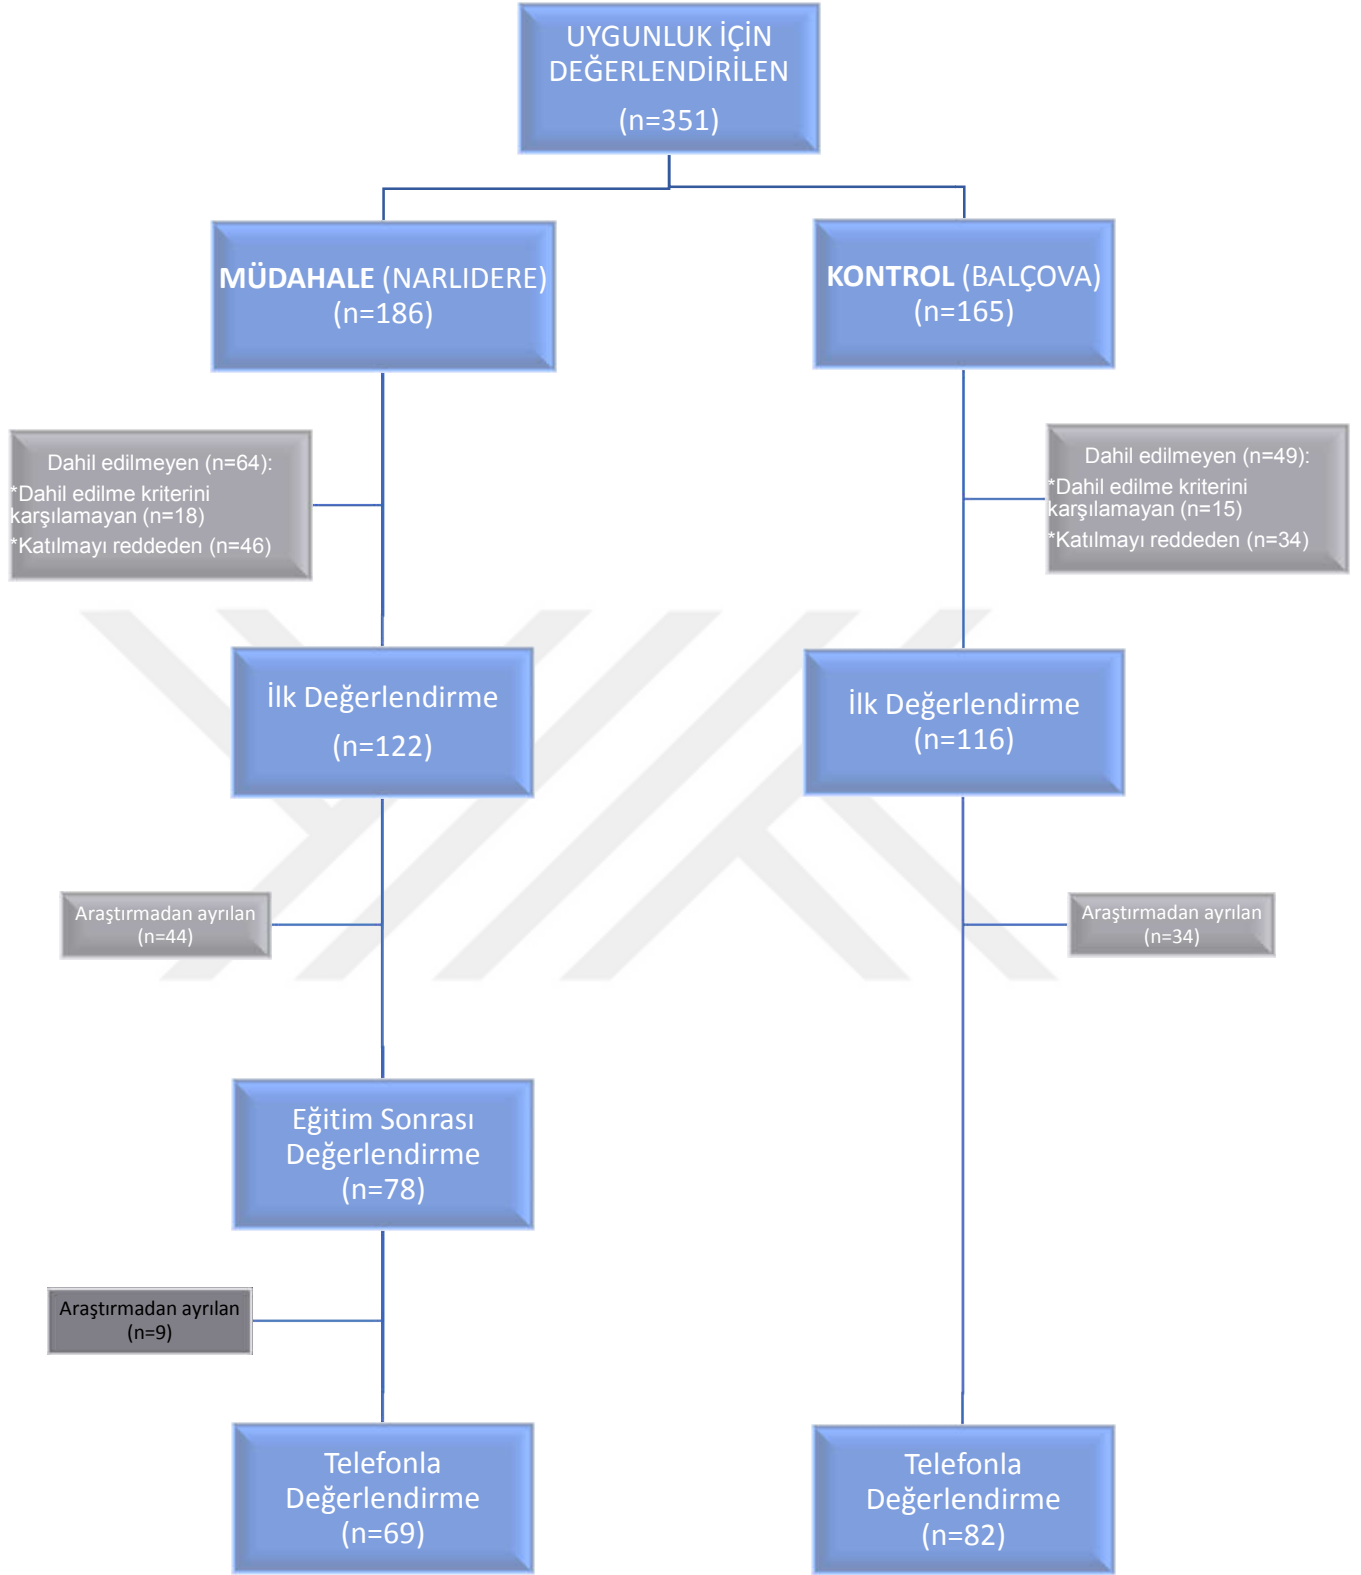 UYGUNLUK İÇİN
DEĞERLENDİRİLEN
(n=351)
MÜDAHALE (NARLIDERE)
(n=186)
KONTROL (BALÇOVA)
(n=165)
Dahil edilmeyen (n=64):
*Dahil edilme kriterini
karşılamayan (n=18)
*Katılmayı reddeden (n=46)
Dahil edilmeyen (n=49):
*Dahil edilme kriterini
karşılamayan (n=15)
*Katılmayı reddeden (n=34)
İlk Değerlendirme
(n=122)
İlk Değerlendirme
(n=116)
Araştırmadan ayrılan
(n=44)
Araştırmadan ayrılan
(n=34)
Eğitim Sonrası
Değerlendirme
(n=78)
Araştırmadan ayrılan
(n=9)
Telefonla
Değerlendirme
(n=69)
Telefonla
Değerlendirme
(n=82)